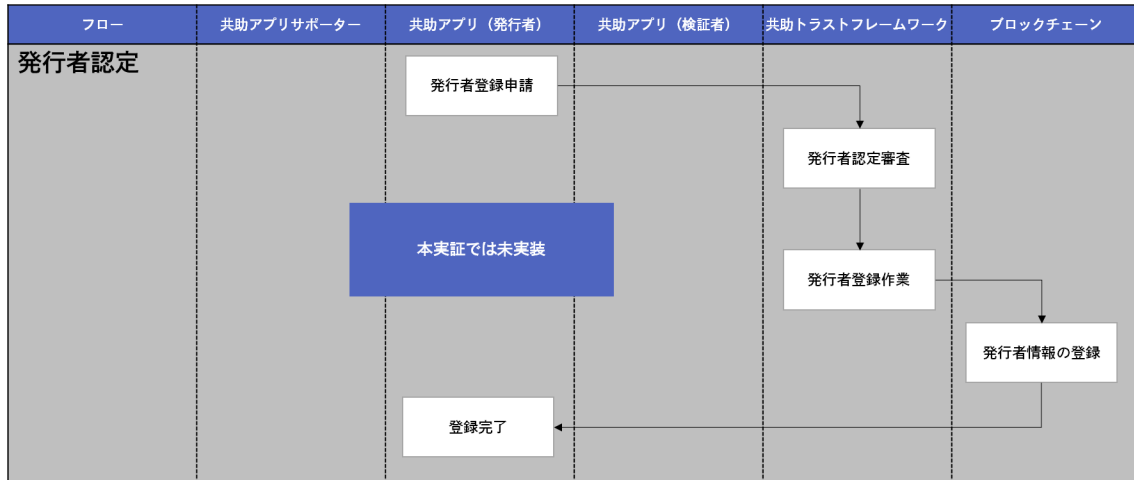 フロー
共助アプリサポーター
共助アプリ（発行者）
共助アプリ（検証者）
共助トラストフレームワーク
ブロックチェーン
発行者認定
発行者登録申請
発行者認定審査
本実証では未実装
発行者登録作業
発行者情報の登録
登録完了